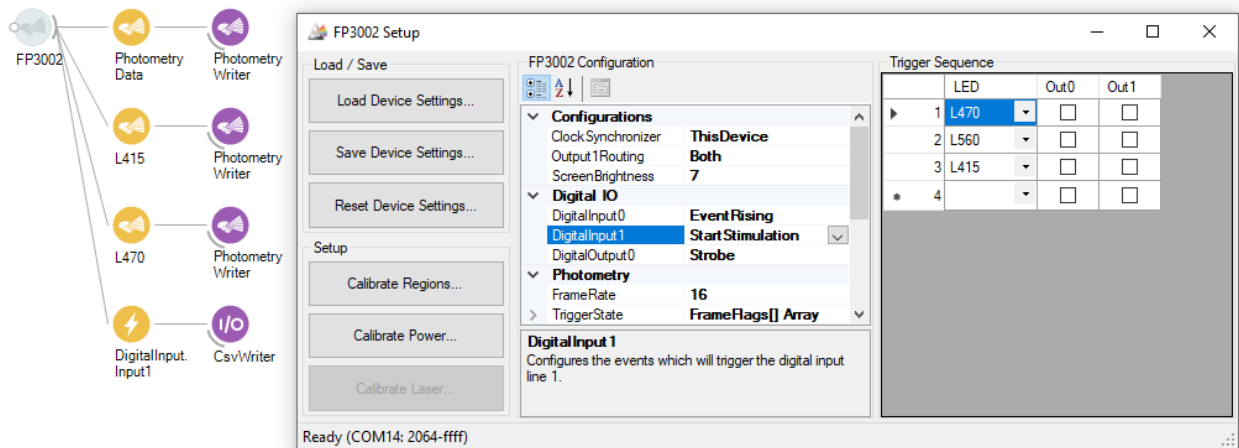 FP3002
Photometry
Data
Photometry
Writer
L415
Photometry
Writer
L470
Photometry
Writer
DigitalInput.
Input1
I/O
CsvWriter
FP3002 Setup
Load / Save
Load Device Settings...
Save Device Settings...
Reset Device Settings...
Setup
Calibrate Regions...
Calibrate Power...
Calibrate Laser...
FP3002 Configuration
A
Z
Configurations
ClockSynchronizer ThisDevice
Output1Routing Both
ScreenBrightness 7
Digital IO
DigitalInput0 EventRising
DigitalInput1 StartStimulation
DigitalOutput0 Strobe
Photometry
FrameRate 16
TriggerState FrameFlags[] Array
DigitalInput1
Configures the events which will trigger the digital input
line 1.
Trigger Sequence
LED Out0 Out1
1 L470
2 L560
3 L415
4
Ready (COM14: 2064-ffff)